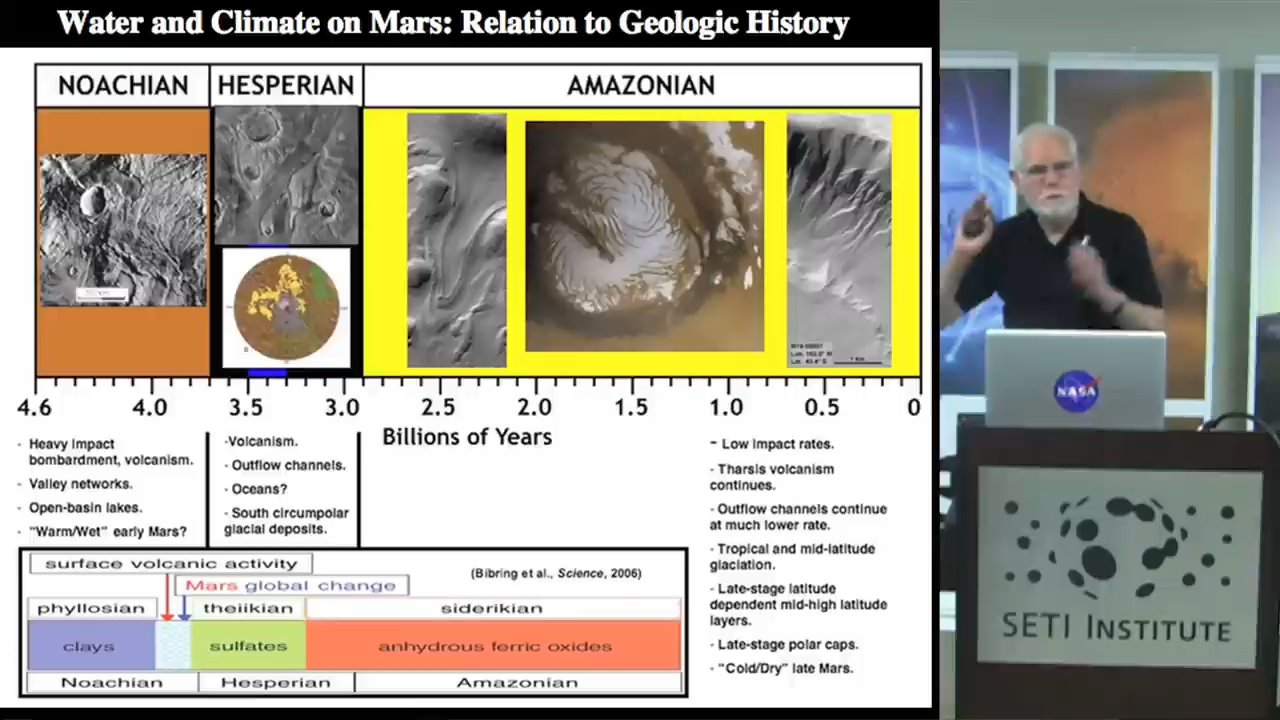 Water and Climate on Mars: Relation to Geologic History
NOACHIAN
HESPERIAN
AMAZONIAN
4.6
4.0
3.5
3.0
2.5
2.0
1.5
1.0
0.5
0
Billions of Years
- Heavy impact
bombardment, volcanism.
- Valley networks.
- Open-basin lakes.
- "Warm/Wet" early Mars?
-Volcanism.
- Outflow channels.
- Oceans?
- South circumpolar
glacial deposits.
- Low impact rates.
- Tharsis volcanism
continues.
- Outflow channels continue
at much lower rate.
- Tropical and mid-latitude
glaciation.
- Late-stage latitude
dependent mid-high latitude
layers.
- Late-stage polar caps.
- "Cold/Dry" late Mars.
surface volcanic activity
(Bibring et al., Science, 2006)
Mars global change
phyllosian
theiikian
siderikian
clays
sulfates
anhydrous ferric oxides
Noachian
Hesperian
Amazonian
NASA
SETI INSTITUTE